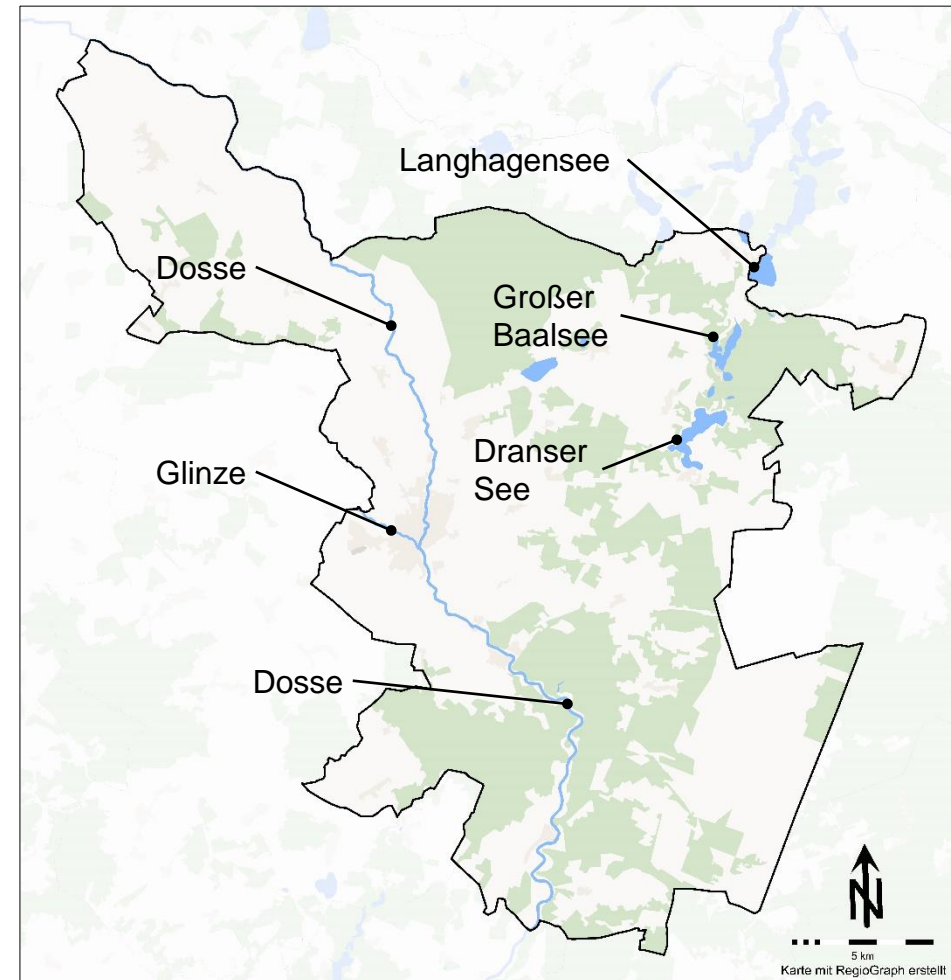 Langhagensee
Dosse
Großer
Baalsee
Glinze
Dranser
See
Dosse
N
5 km
Karte mit RegioGraph erstellt